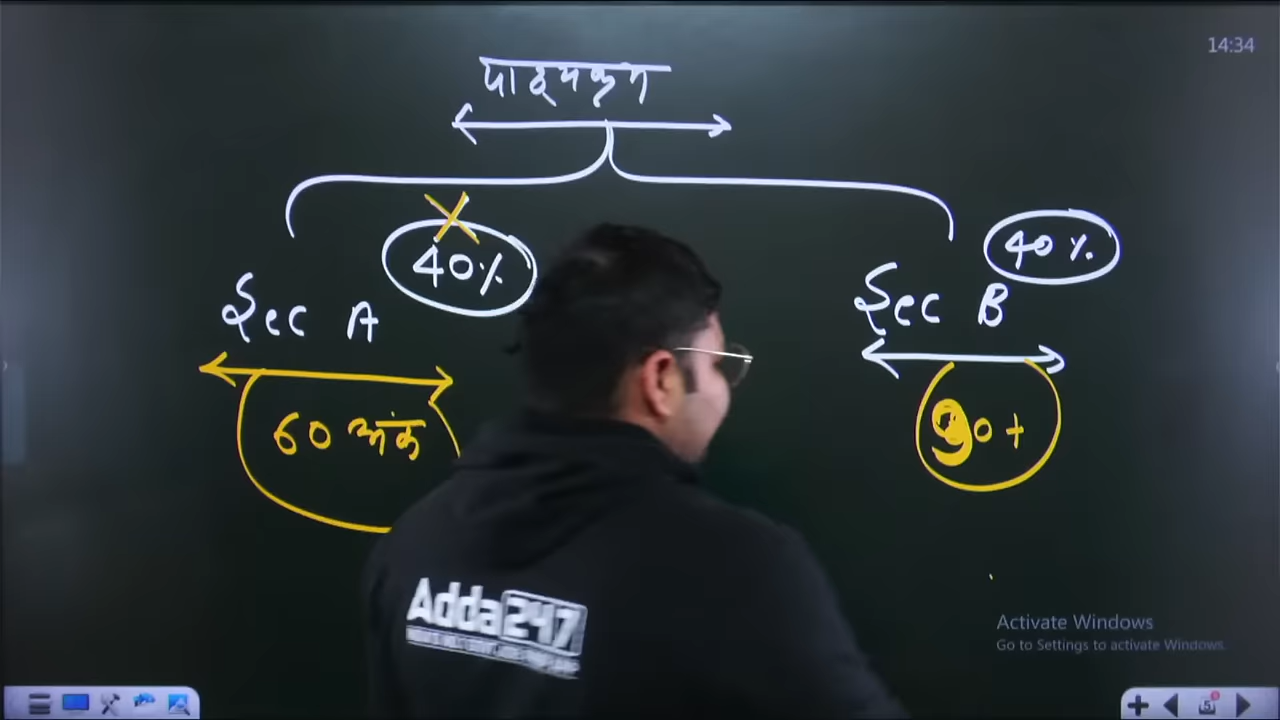 14:34
पाठ्यक्रम
40%
40%
Sec A
Sec B
60 अंक
90+
Adda247
Activate Windows
Go to Settings to activate Windows.
5